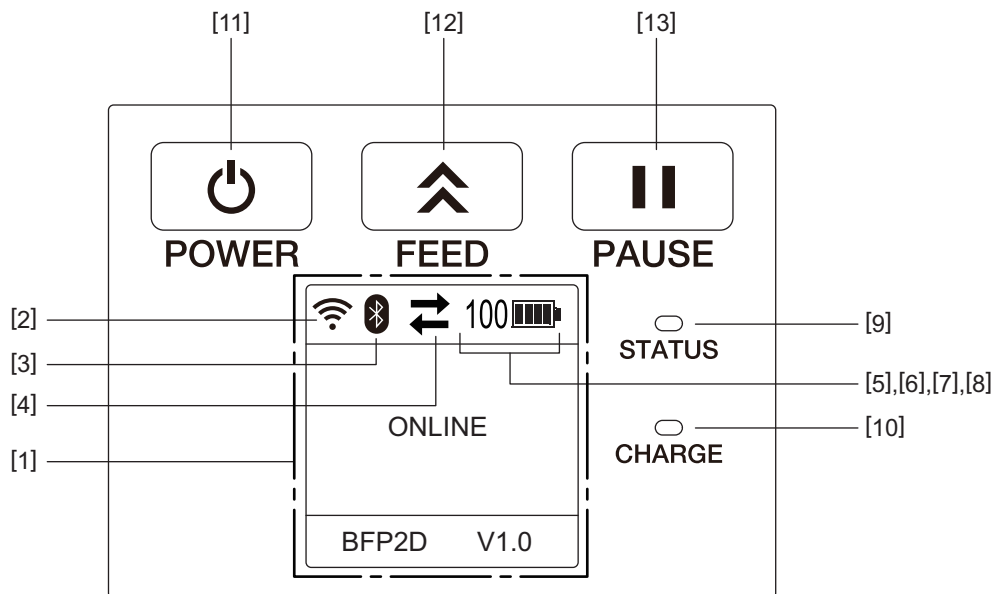 [11] [12] [13]
POWER FEED PAUSE
[2] 100 [9]
STATUS
[3]
[5],[6],[7],[8]
[4]
ONLINE [10]
CHARGE
[1]
BFP2D V1.0